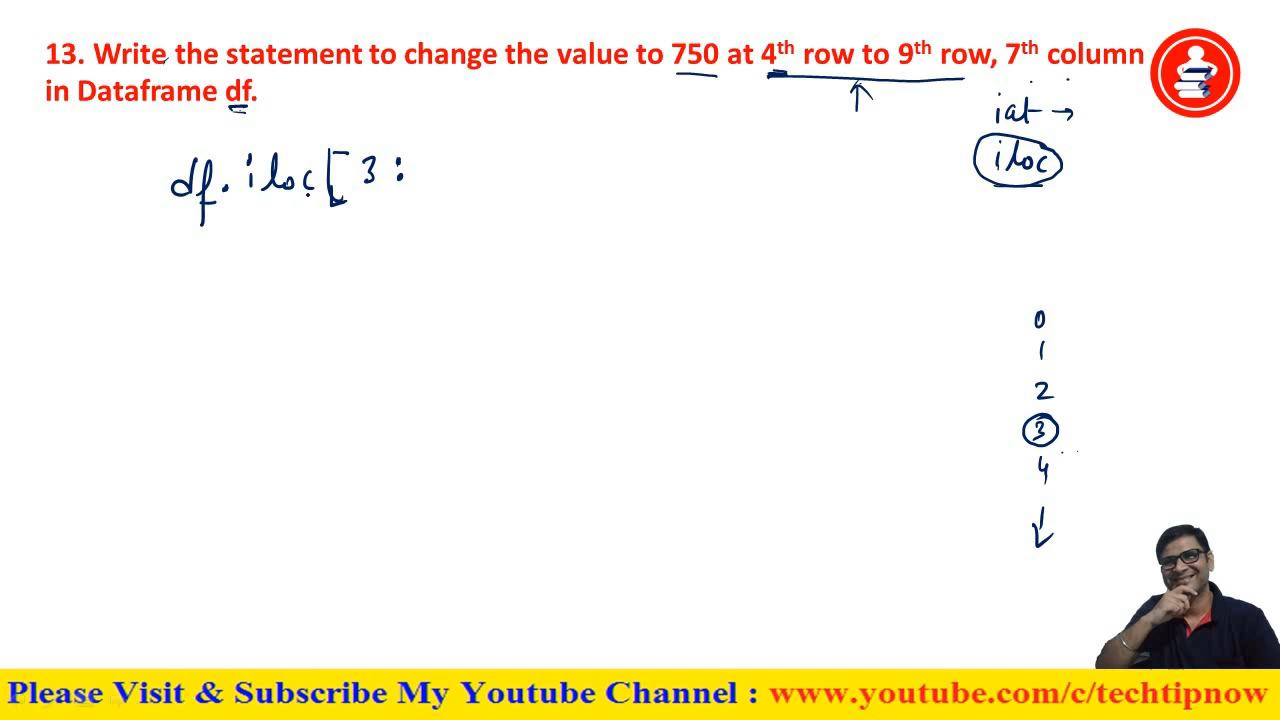 13. Write the statement to change the value to 750 at 4th row to 9th row, 7th column
in Dataframe df.
iat →
iloc
df. iloc [ 3 :
0
1
2
3
4
Please Visit & Subscribe My Youtube Channel : www.youtube.com/c/techtipnow